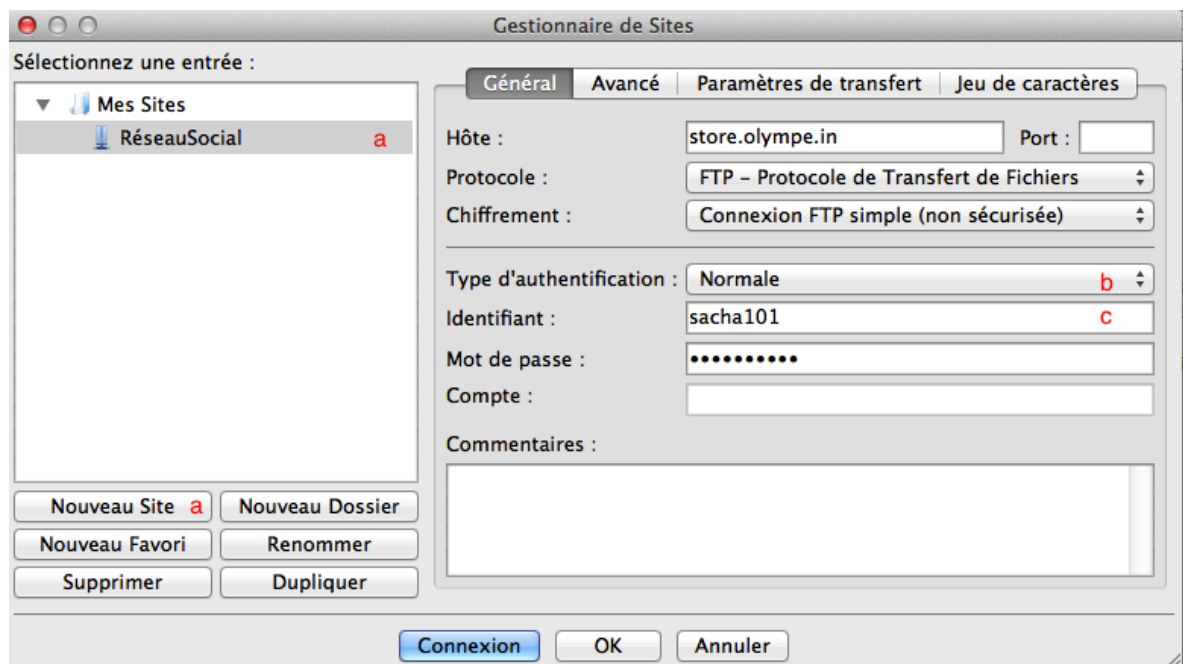 Gestionnaire de Sites
Sélectionnez une entrée :
Mes Sites
RéseauSocial a
Nouveau Site a Nouveau Dossier
Nouveau Favori Renommer
Supprimer Dupliquer
Général Avancé Paramètres de transfert Jeu de caractères
Hôte : store.olympe.in Port :
Protocole : FTP – Protocole de Transfert de Fichiers
Chiffrement : Connexion FTP simple (non sécurisée)
Type d'authentification : Normale b
Identifiant : sacha101 c
Mot de passe : ••••••••••
Compte :
Commentaires :
Connexion OK Annuler